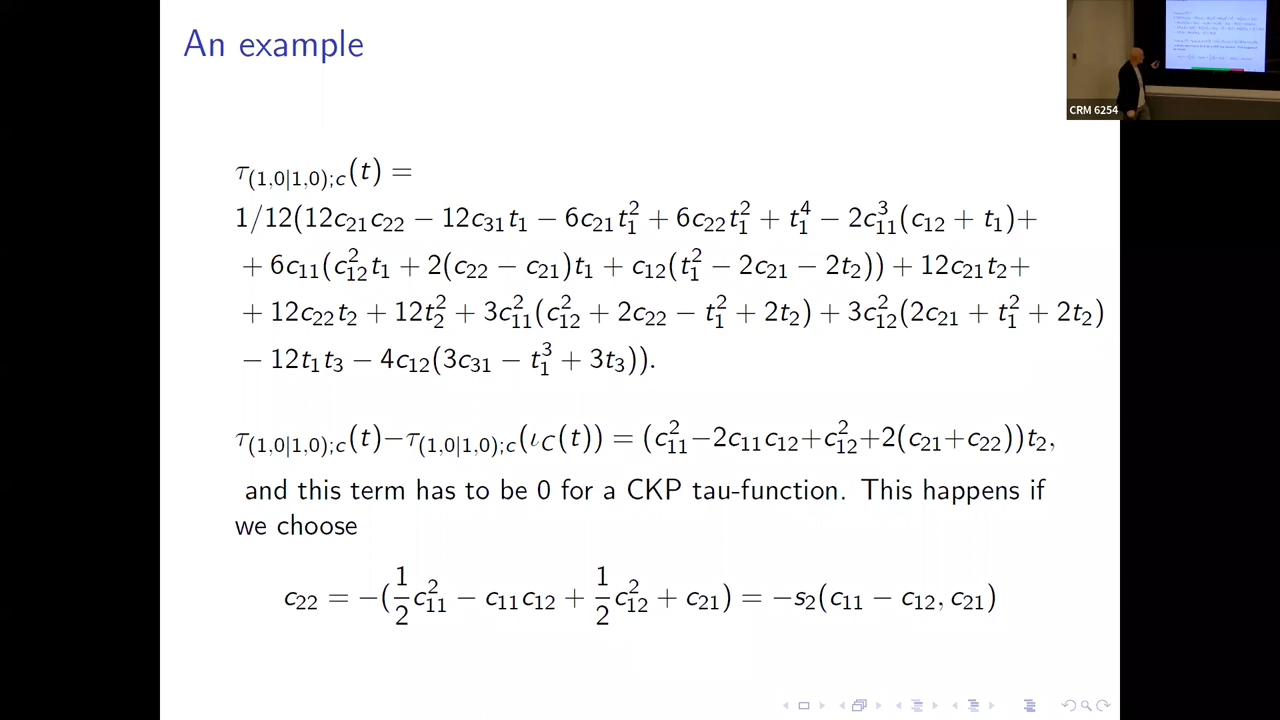 An example
CRM 6254
τ_{(1,0|1,0);c}(t) =
1/12(12c_{21}c_{22} − 12c_{31}t_1 − 6c_{21}t_1^2 + 6c_{22}t_1^2 + t_1^4 − 2c_{11}^3(c_{12} + t_1)+
+ 6c_{11}(c_{12}^2t_1 + 2(c_{22} − c_{21})t_1 + c_{12}(t_1^2 − 2c_{21} − 2t_2)) + 12c_{21}t_2+
+ 12c_{22}t_2 + 12t_2^2 + 3c_{11}^2(c_{12}^2 + 2c_{22} − t_1^2 + 2t_2) + 3c_{12}^2(2c_{21} + t_1^2 + 2t_2)
− 12t_1t_3 − 4c_{12}(3c_{31} − t_1^3 + 3t_3)).
τ_{(1,0|1,0);c}(t)−τ_{(1,0|1,0);c}(ι_C(t)) = (c_{11}^2−2c_{11}c_{12}+c_{12}^2+2(c_{21}+c_{22}))t_2,
and this term has to be 0 for a CKP tau-function. This happens if
we choose
c_{22} = −(\frac{1}{2}c_{11}^2 − c_{11}c_{12} + \frac{1}{2}c_{12}^2 + c_{21}) = −s_2(c_{11} − c_{12}, c_{21})